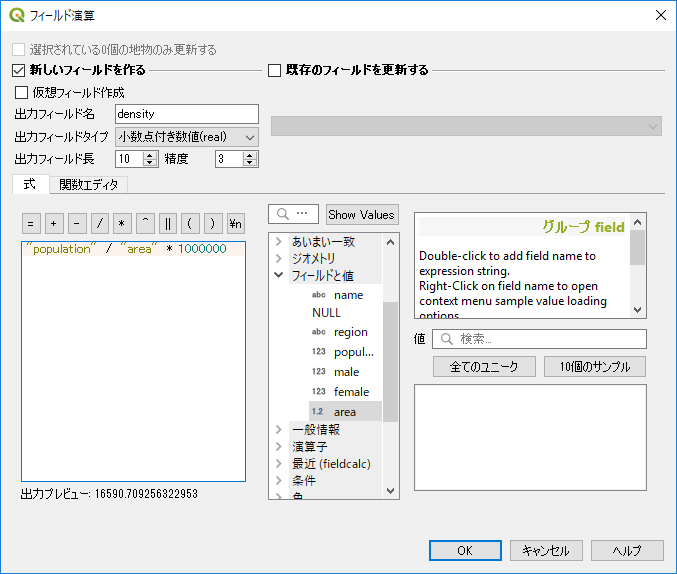 フィールド演算
選択されている0個の地物のみ更新する
新しいフィールドを作る
既存のフィールドを更新する
仮想フィールド作成
出力フィールド名 density
出力フィールドタイプ 小数点付き数値(real)
出力フィールド長 10 精度 3
式 関数エディタ
= + - / * ^ || ( ) ¥n
"population" / "area" * 1000000
出力プレビュー: 16590.709256322953
... Show Values
あいまい一致
ジオメトリ
フィールドと値
abc name
NULL
abc region
123 popul...
123 male
123 female
1.2 area
一般情報
演算子
最近 (fieldcalc)
条件
色
グループ field
Double-click to add field name to
expression string.
Right-Click on field name to open
context menu sample value loading
options
値 検索...
全てのユニーク 10個のサンプル
OK キャンセル ヘルプ